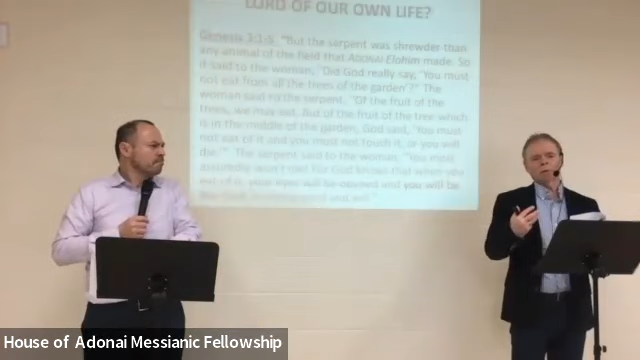 LORD OF OUR OWN LIFE?
Genesis 3:1-5 "But the serpent was shrewder than
any animal of the field that ADONAI Elohim made. So
it said to the woman, "Did God really say, 'You must
not eat from all the trees of the garden'?" The
woman said to the serpent, "Of the fruit of the
trees, we may eat. But of the fruit of the tree which
is in the middle of the garden, God said, 'You must
not eat of it and you must not touch it, or you will
die.'" The serpent said to the woman, "You most
assuredly won't die! For God knows that when you
eat of it, your eyes will be opened and you will be
House of Adonai Messianic Fellowship